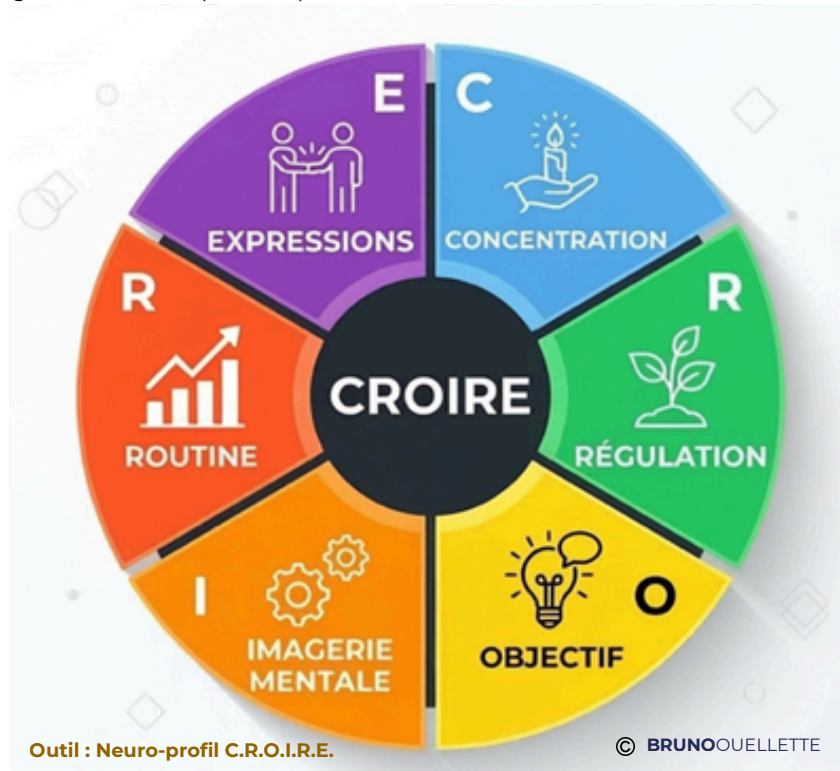 E
EXPRESSIONS
C
CONCENTRATION
R
ROUTINE
CROIRE
R
RÉGULATION
I
IMAGERIE
MENTALE
O
OBJECTIF
Outil : Neuro-profil C.R.O.I.R.E.
© BRUNOOUELLETTE